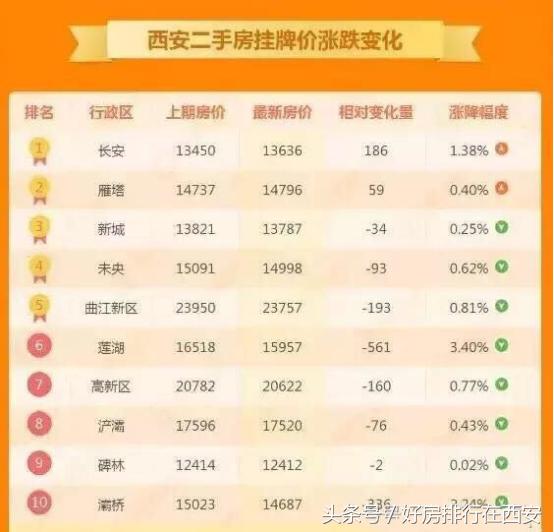 西安二手房挂牌价涨跌变化
排名 行政区 上期房价 最新房价 相对变化量 涨降幅度
1 长安 13450 13636 186 1.38%
2 雁塔 14737 14796 59 0.40%
3 新城 13821 13787 -34 0.25%
4 未央 15091 14998 -93 0.62%
5 曲江新区 23950 23757 -193 0.81%
6 莲湖 16518 15957 -561 3.40%
7 高新区 20782 20622 -160 0.77%
8 浐灞 17596 17520 -76 0.43%
9 碑林 12414 12412 -2 0.02%
10 灞桥 15023 14687 -336 2.24%
头条号/好房排行在西安